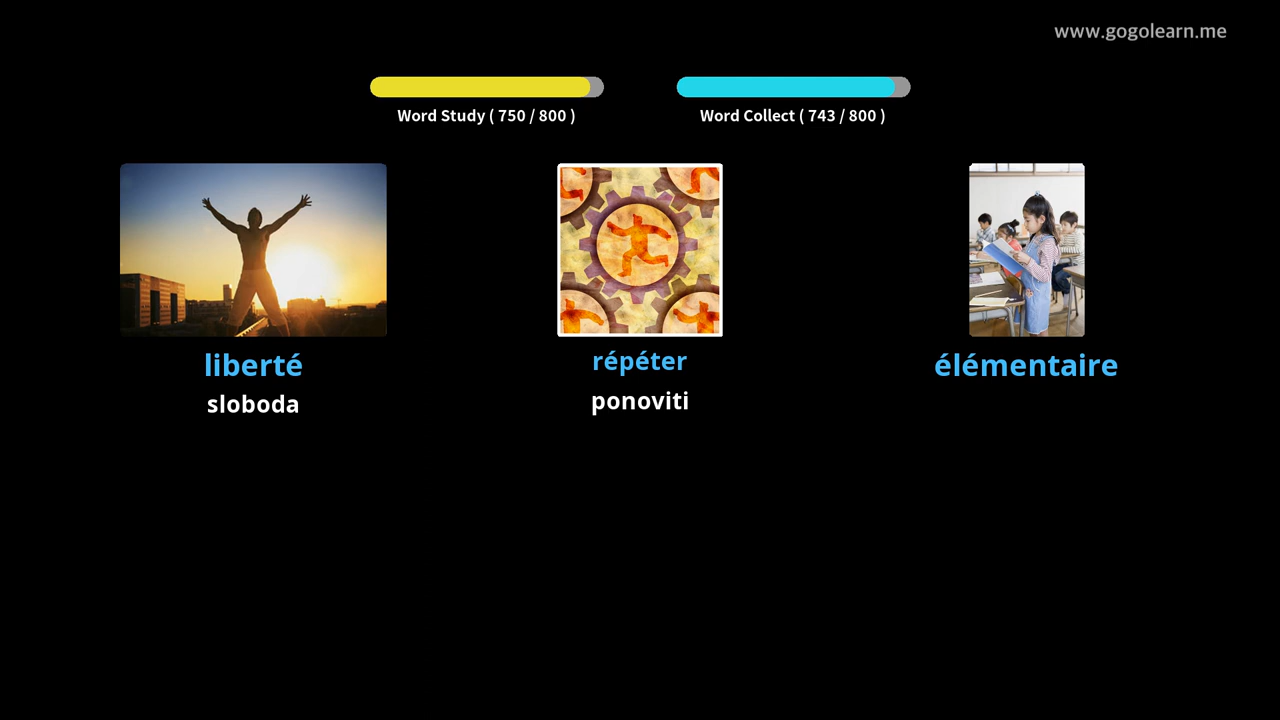 www.gogolearn.me
Word Study ( 750 / 800 )
Word Collect ( 743 / 800 )
liberté
répéter
élémentaire
sloboda
ponoviti